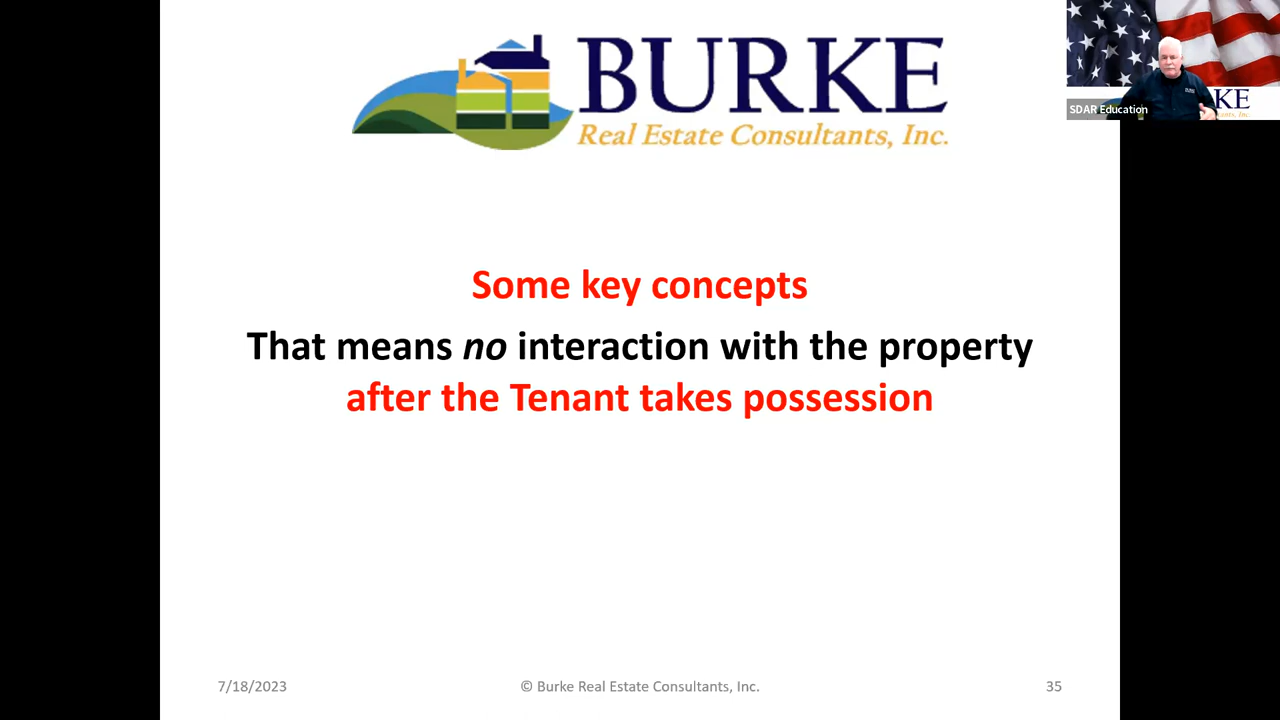 BURKE
Real Estate Consultants, Inc.
SDAR Education
KE
Some key concepts
That means no interaction with the property
after the Tenant takes possession
7/18/2023
© Burke Real Estate Consultants, Inc.
35